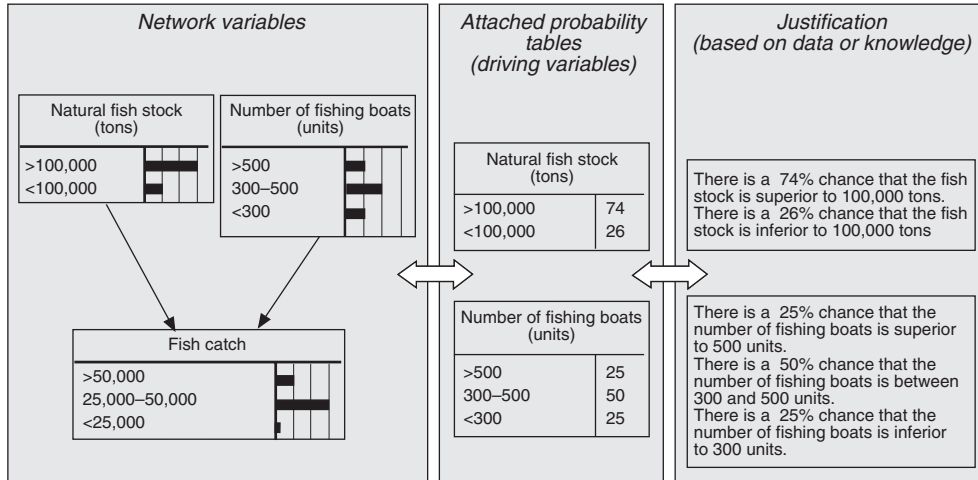 Network variables
Natural fish stock
(tons)
>100,000
<100,000
Number of fishing boats
(units)
>500
300–500
<300
Fish catch
>50,000
25,000–50,000
<25,000
Attached probability
tables
(driving variables)
Natural fish stock
(tons)
>100,000 74
<100,000 26
Number of fishing boats
(units)
>500 25
300–500 50
<300 25
Justification
(based on data or knowledge)
There is a 74% chance that the fish
stock is superior to 100,000 tons.
There is a 26% chance that the fish
stock is inferior to 100,000 tons
There is a 25% chance that the
number of fishing boats is superior
to 500 units.
There is a 50% chance that the
number of fishing boats is between
300 and 500 units.
There is a 25% chance that the
number of fishing boats is inferior
to 300 units.